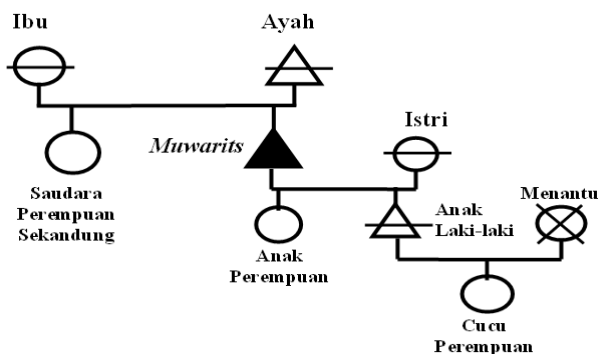 Ibu
Ayah
Istri
Muwarits
Menantu
Saudara
Perempuan
Sekandung
Anak
Laki-laki
Anak
Perempuan
Cucu
Perempuan